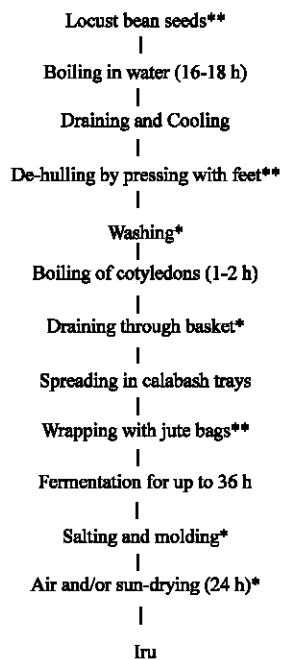 Locust bean seeds**
Boiling in water (16-18 h)
Draining and Cooling
De-hulling by pressing with feet**
Washing*
Boiling of cotyledons (1-2 h)
Draining through basket*
Spreading in calabash trays
Wrapping with jute bags**
Fermentation for up to 36 h
Salting and molding*
Air and/or sun-drying (24 h)*
Iru